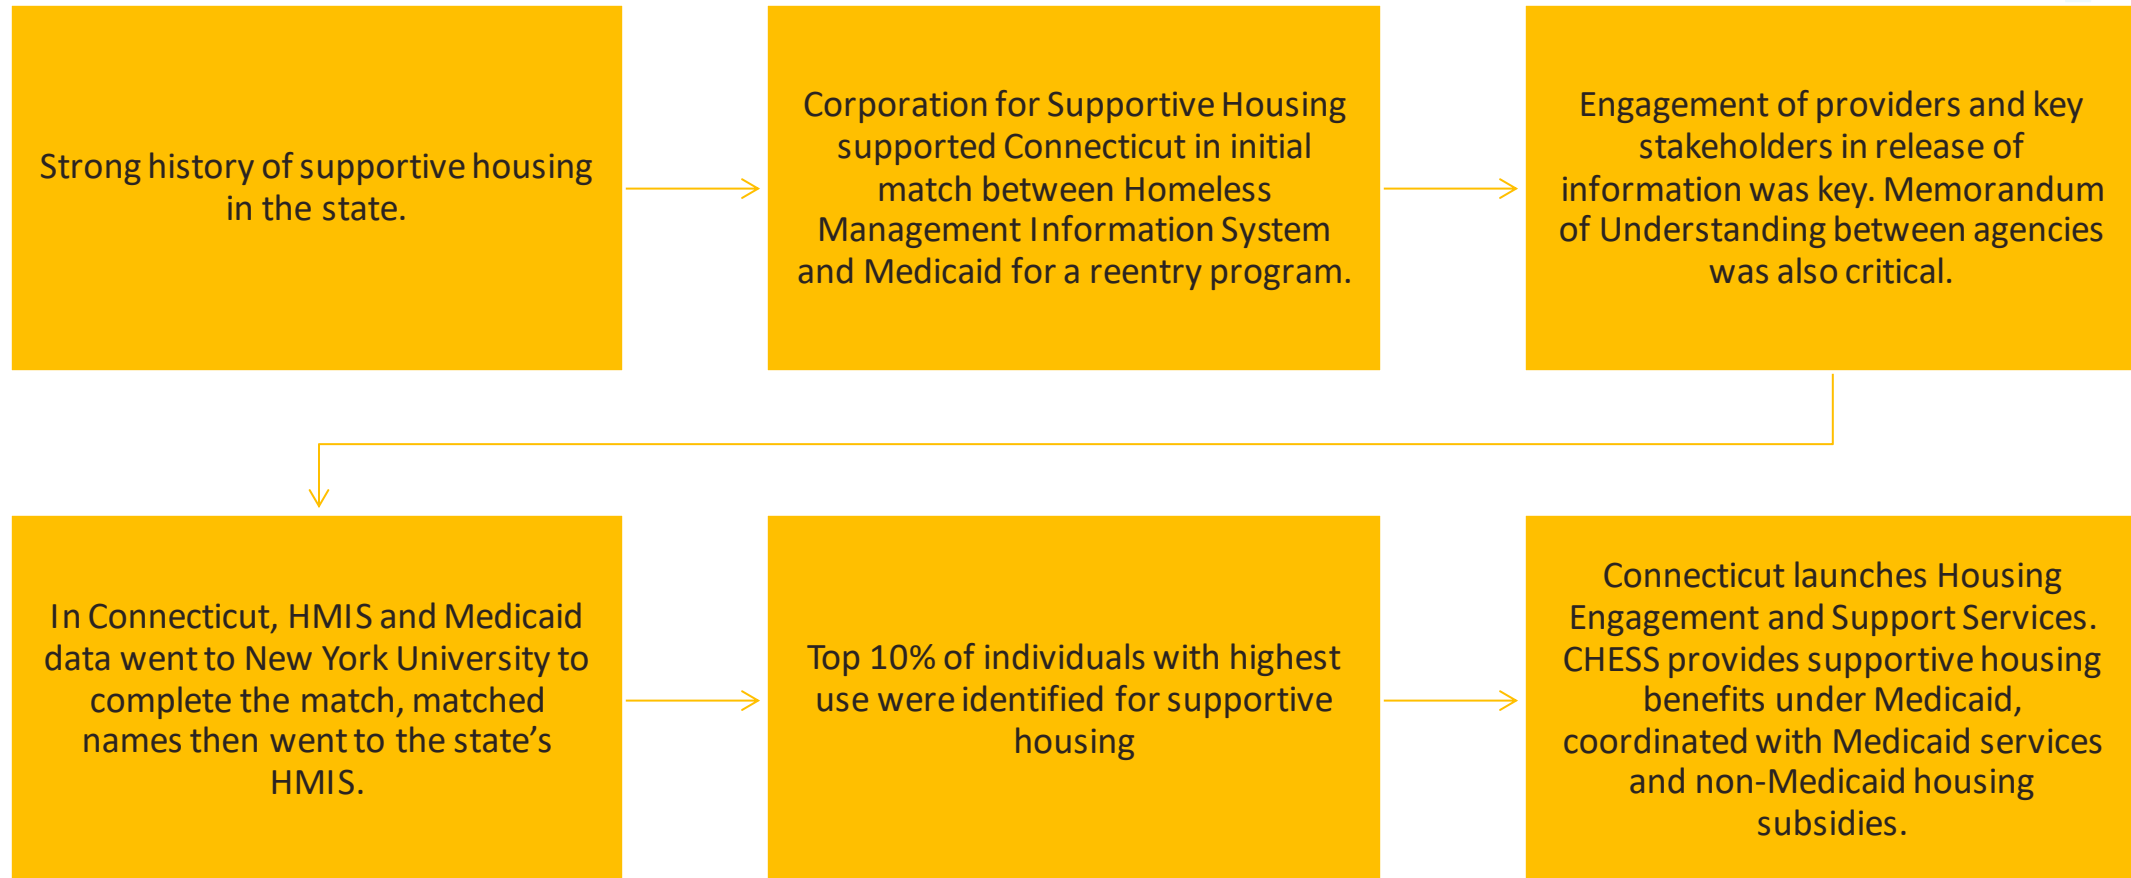 Strong history of supportive housing
in the state.
Corporation for Supportive Housing
supported Connecticut in initial
match between Homeless
Management Information System
and Medicaid for a reentry program.
Engagement of providers and key
stakeholders in release of
information was key. Memorandum
of Understanding between agencies
was also critical.
In Connecticut, HMIS and Medicaid
data went to New York University to
complete the match, matched
names then went to the state’s
HMIS.
Top 10% of individuals with highest
use were identified for supportive
housing
Connecticut launches Housing
Engagement and Support Services.
CHESS provides supportive housing
benefits under Medicaid,
coordinated with Medicaid services
and non-Medicaid housing
subsidies.